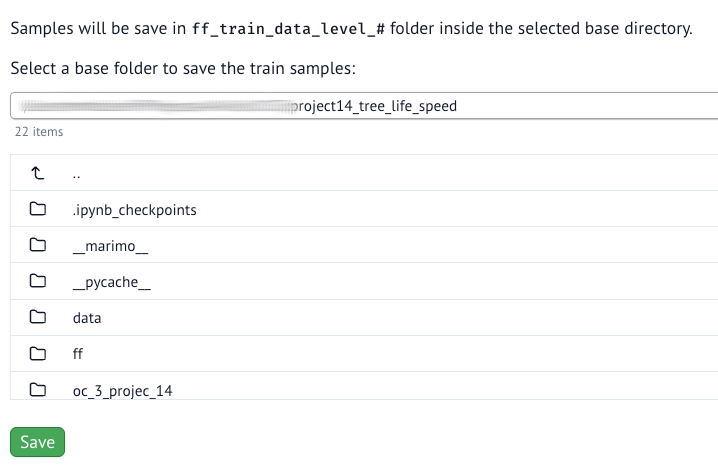 Samples will be save in ff_train_data_level_# folder inside the selected base directory.
Select a base folder to save the train samples:
project14_tree_life_speed
22 items
..
.ipynb_checkpoints
__marimo__
__pycache__
data
ff
oc_3_projec_14
Save